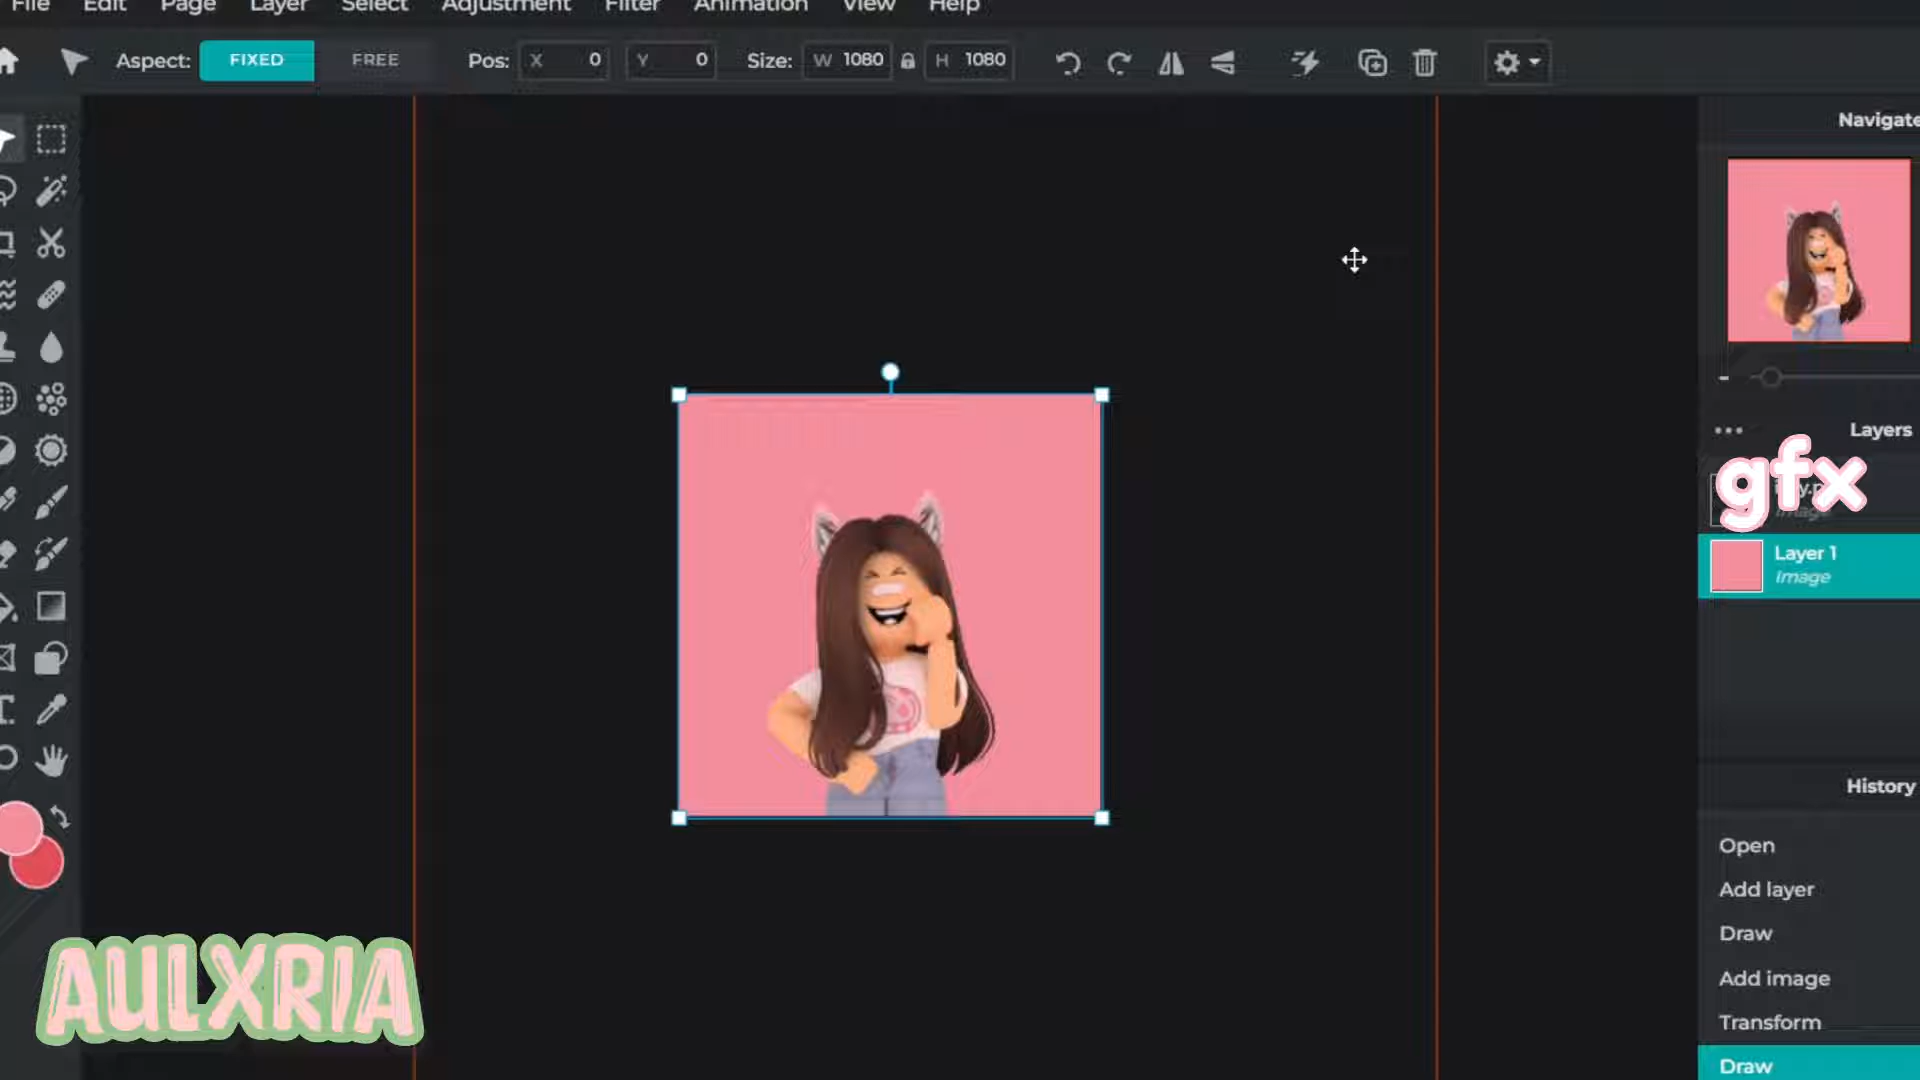 File Edit Page Layer Select Adjustment Filter Animation View Help
Aspect: FIXED FREE Pos: X 0 Y 0 Size: W 1080 H 1080
Navigate
Layers
gfx
Image
Layer 1
Image
History
Open
Add layer
Draw
Add image
Transform
Draw
AULXRIA